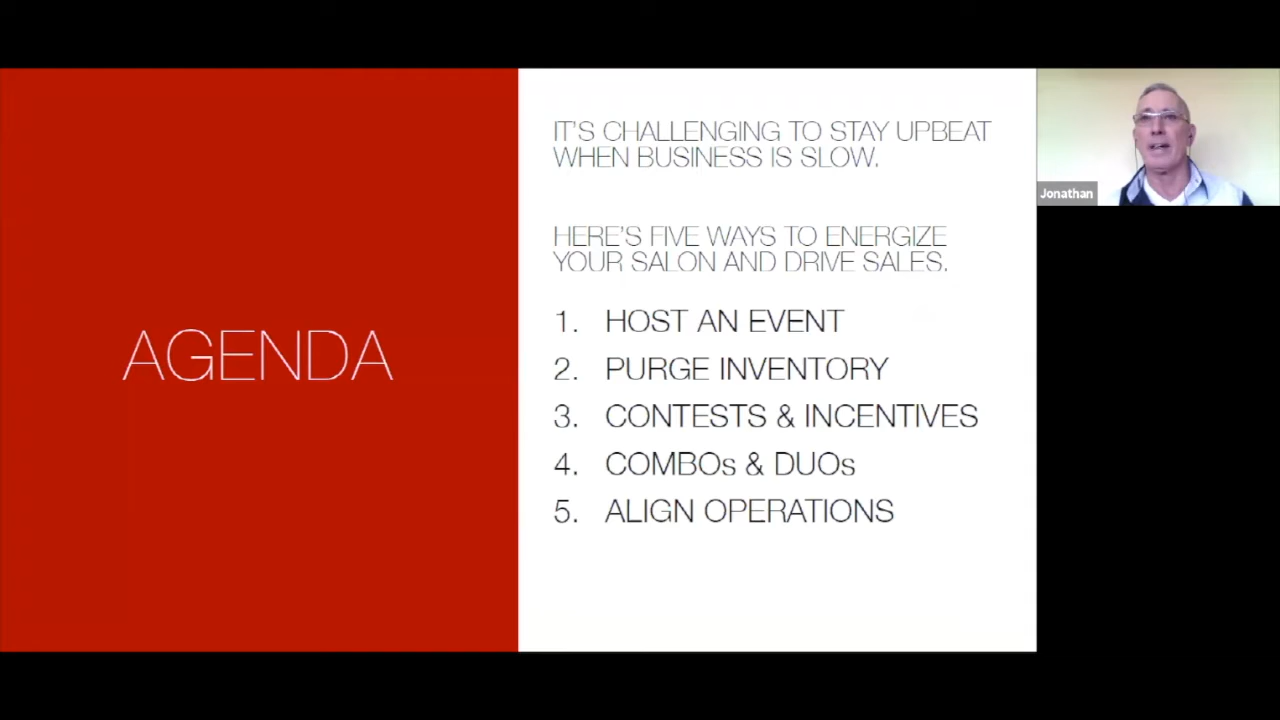 AGENDA
IT'S CHALLENGING TO STAY UPBEAT
WHEN BUSINESS IS SLOW.
HERE'S FIVE WAYS TO ENERGIZE
YOUR SALON AND DRIVE SALES.
1. HOST AN EVENT
2. PURGE INVENTORY
3. CONTESTS & INCENTIVES
4. COMBOs & DUOs
5. ALIGN OPERATIONS
Jonathan